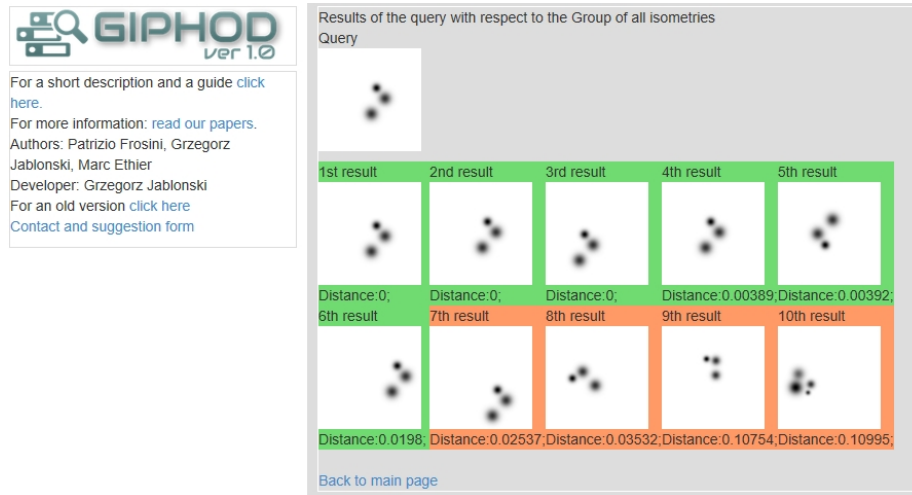 GIPHOD
ver 1.0
For a short description and a guide click
here.
For more information: read our papers.
Authors: Patrizio Frosini, Grzegorz
Jablonski, Marc Ethier
Developer: Grzegorz Jablonski
For an old version click here
Contact and suggestion form
Results of the query with respect to the Group of all isometries
Query
1st result 2nd result 3rd result 4th result 5th result
Distance:0; Distance:0; Distance:0; Distance:0.00389; Distance:0.00392;
6th result 7th result 8th result 9th result 10th result
Distance:0.0198; Distance:0.02537; Distance:0.03532; Distance:0.10754; Distance:0.10995;
Back to main page